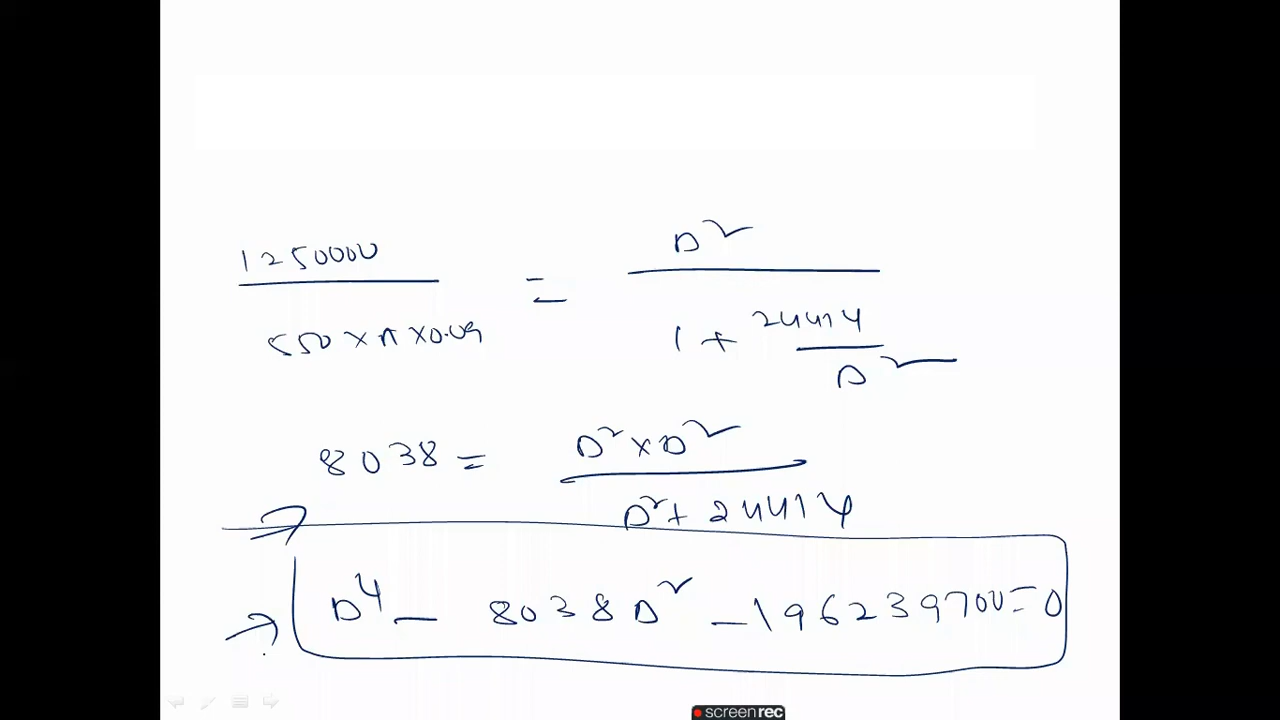 1250000 / 550 × π × 0.09 = D² / 1 + 24414 / D²
8038 = D² × D² / D² + 24414
→
→ D⁴ - 8038 D² - 196239700 = 0
screenrec